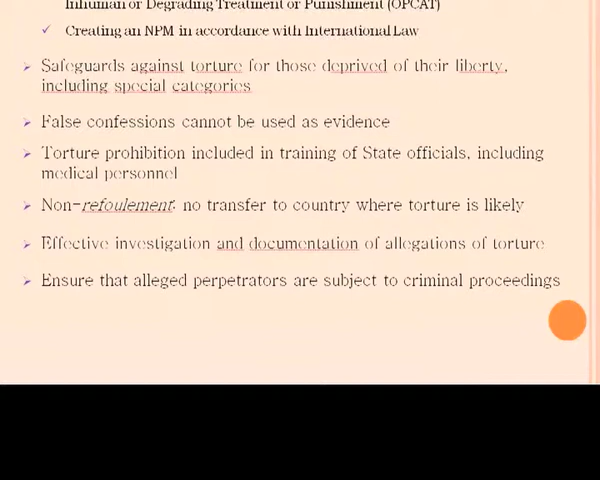 Inhuman or Degrading Treatment or Punishment (OPCAT)
Creating an NPM in accordance with International Law
Safeguards against torture for those deprived of their liberty,
including special categories
False confessions cannot be used as evidence
Torture prohibition included in training of State officials, including
medical personnel
Non-refoulement: no transfer to country where torture is likely
Effective investigation and documentation of allegations of torture
Ensure that alleged perpetrators are subject to criminal proceedings